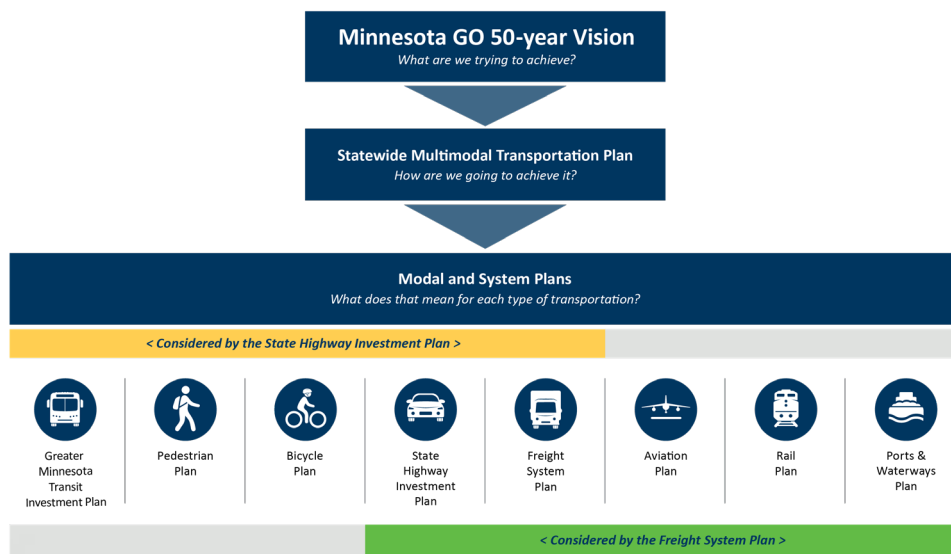 Minnesota GO 50-year Vision
What are we trying to achieve?
Statewide Multimodal Transportation Plan
How are we going to achieve it?
Modal and System Plans
What does that mean for each type of transportation?
< Considered by the State Highway Investment Plan >
Greater
Minnesota
Transit
Investment Plan
Pedestrian
Plan
Bicycle
Plan
State
Highway
Investment
Plan
Freight
System
Plan
Aviation
Plan
Rail
Plan
Ports &
Waterways
Plan
< Considered by the Freight System Plan >